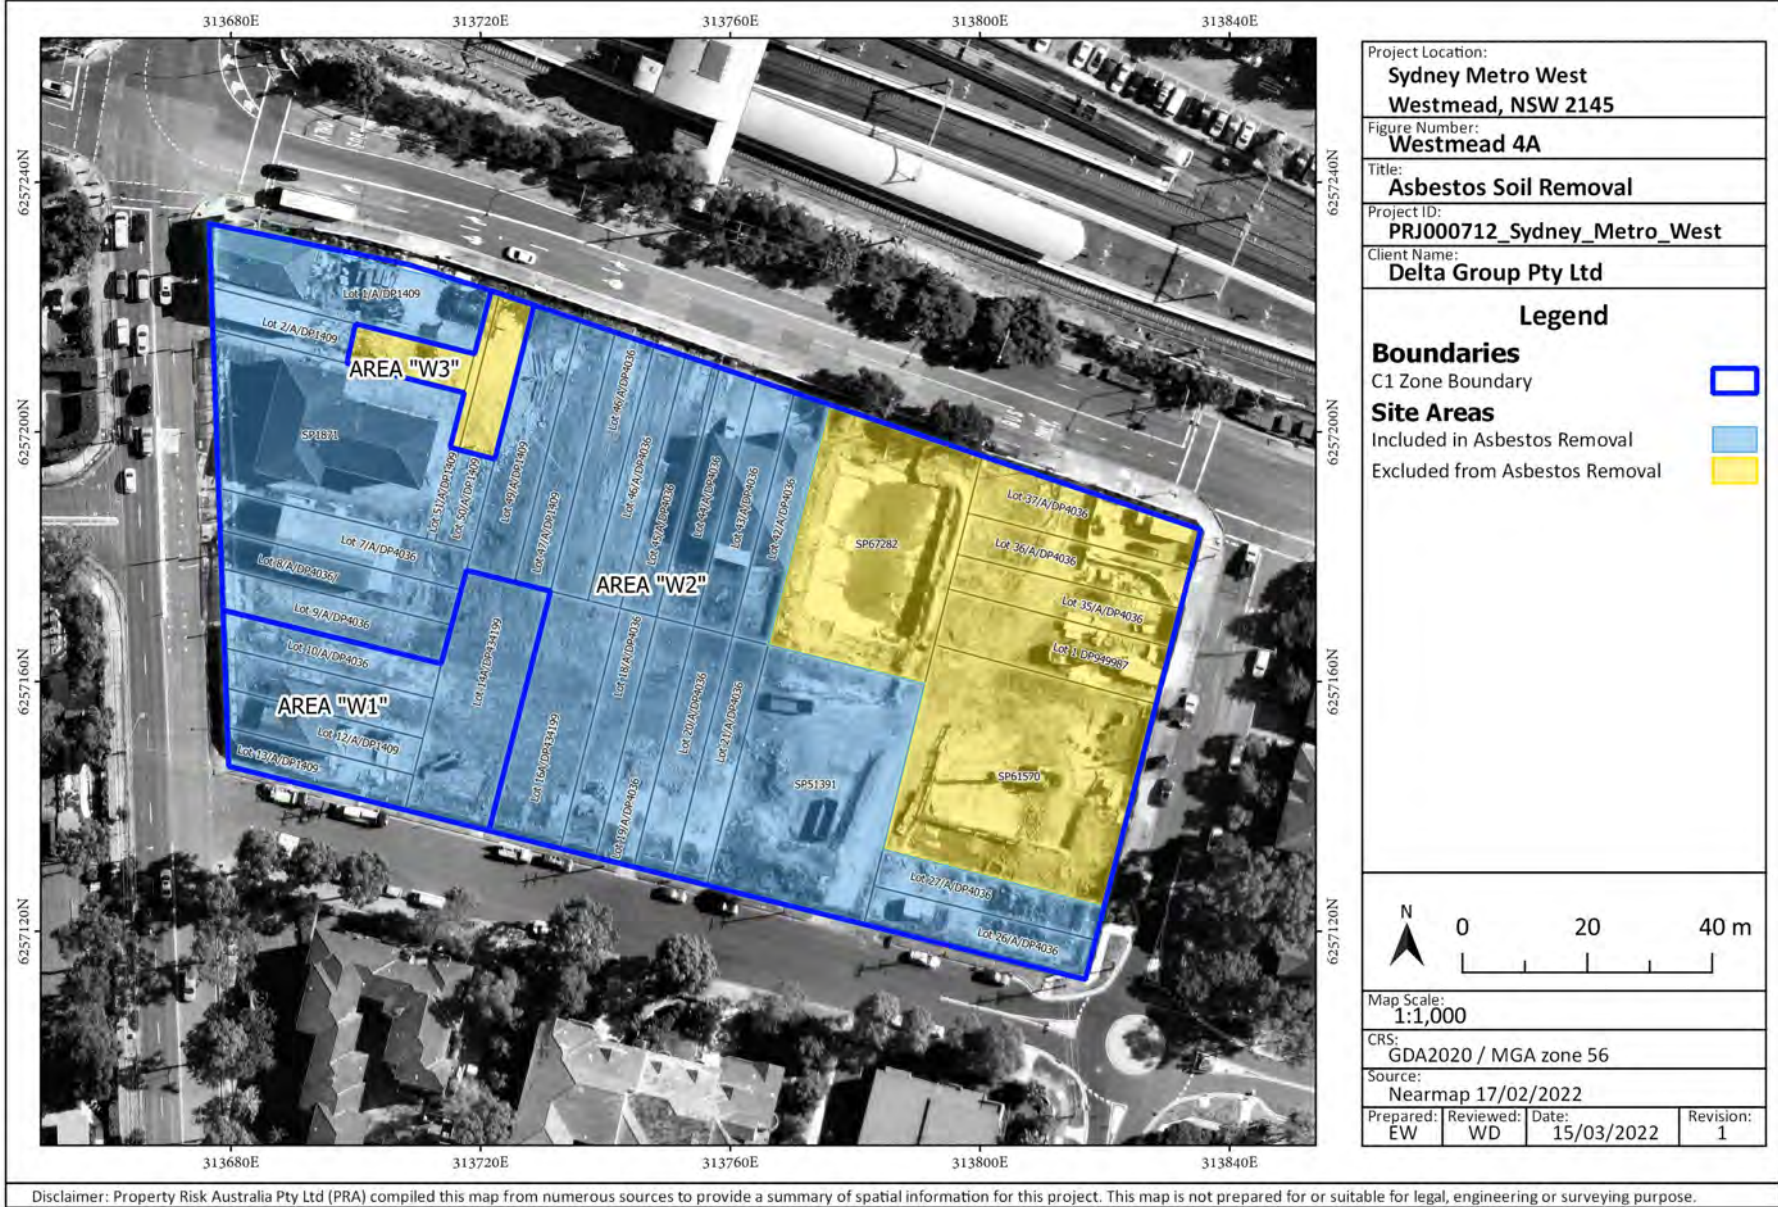 313680E
313720E
313760E
313800E
313840E
6257240N
6257200N
6257160N
6257120N
6257240N
6257200N
6257160N
6257120N
Lot 1/A/DP1409
Lot 2/A/DP1409
AREA "W3"
SP1871
Lot 51/A/DP1409
Lot 50/A/DP1409
Lot 49/A/DP1409
Lot 47/A/DP1409
Lot 46/A/DP4036
Lot 46/A/DP4036
Lot 45/A/DP4036
Lot 44/A/DP4036
Lot 43/A/DP4036
Lot 42/A/DP4036
SP67282
Lot 37/A/DP4036
Lot 36/A/DP4036
Lot 35/A/DP4036
Lot 1 DP949987
Lot 7/A/DP4036
Lot 8/A/DP4036/
Lot 9/A/DP4036
Lot 10/A/DP4036
AREA "W2"
AREA "W1"
Lot 12/A/DP1409
Lot 13/A/DP1409
Lot 14A/DP434199
Lot 16A/DP434199
Lot 18/A/DP4036
Lot 19/A/DP4036
Lot 20/A/DP4036
Lot 21/A/DP4036
SP51391
SP61570
Lot 27/A/DP4036
Lot 26/A/DP4036
313680E
313720E
313760E
313800E
313840E
Project Location:
Sydney Metro West
Westmead, NSW 2145
Figure Number:
Westmead 4A
Title:
Asbestos Soil Removal
Project ID:
PRJ000712_Sydney_Metro_West
Client Name:
Delta Group Pty Ltd
Legend
Boundaries
C1 Zone Boundary
Site Areas
Included in Asbestos Removal
Excluded from Asbestos Removal
N
0 20 40 m
Map Scale:
1:1,000
CRS:
GDA2020 / MGA zone 56
Source:
Nearmap 17/02/2022
Prepared: Reviewed: Date: Revision:
EW WD 15/03/2022 1
Disclaimer: Property Risk Australia Pty Ltd (PRA) compiled this map from numerous sources to provide a summary of spatial information for this project. This map is not prepared for or suitable for legal, engineering or surveying purpose.